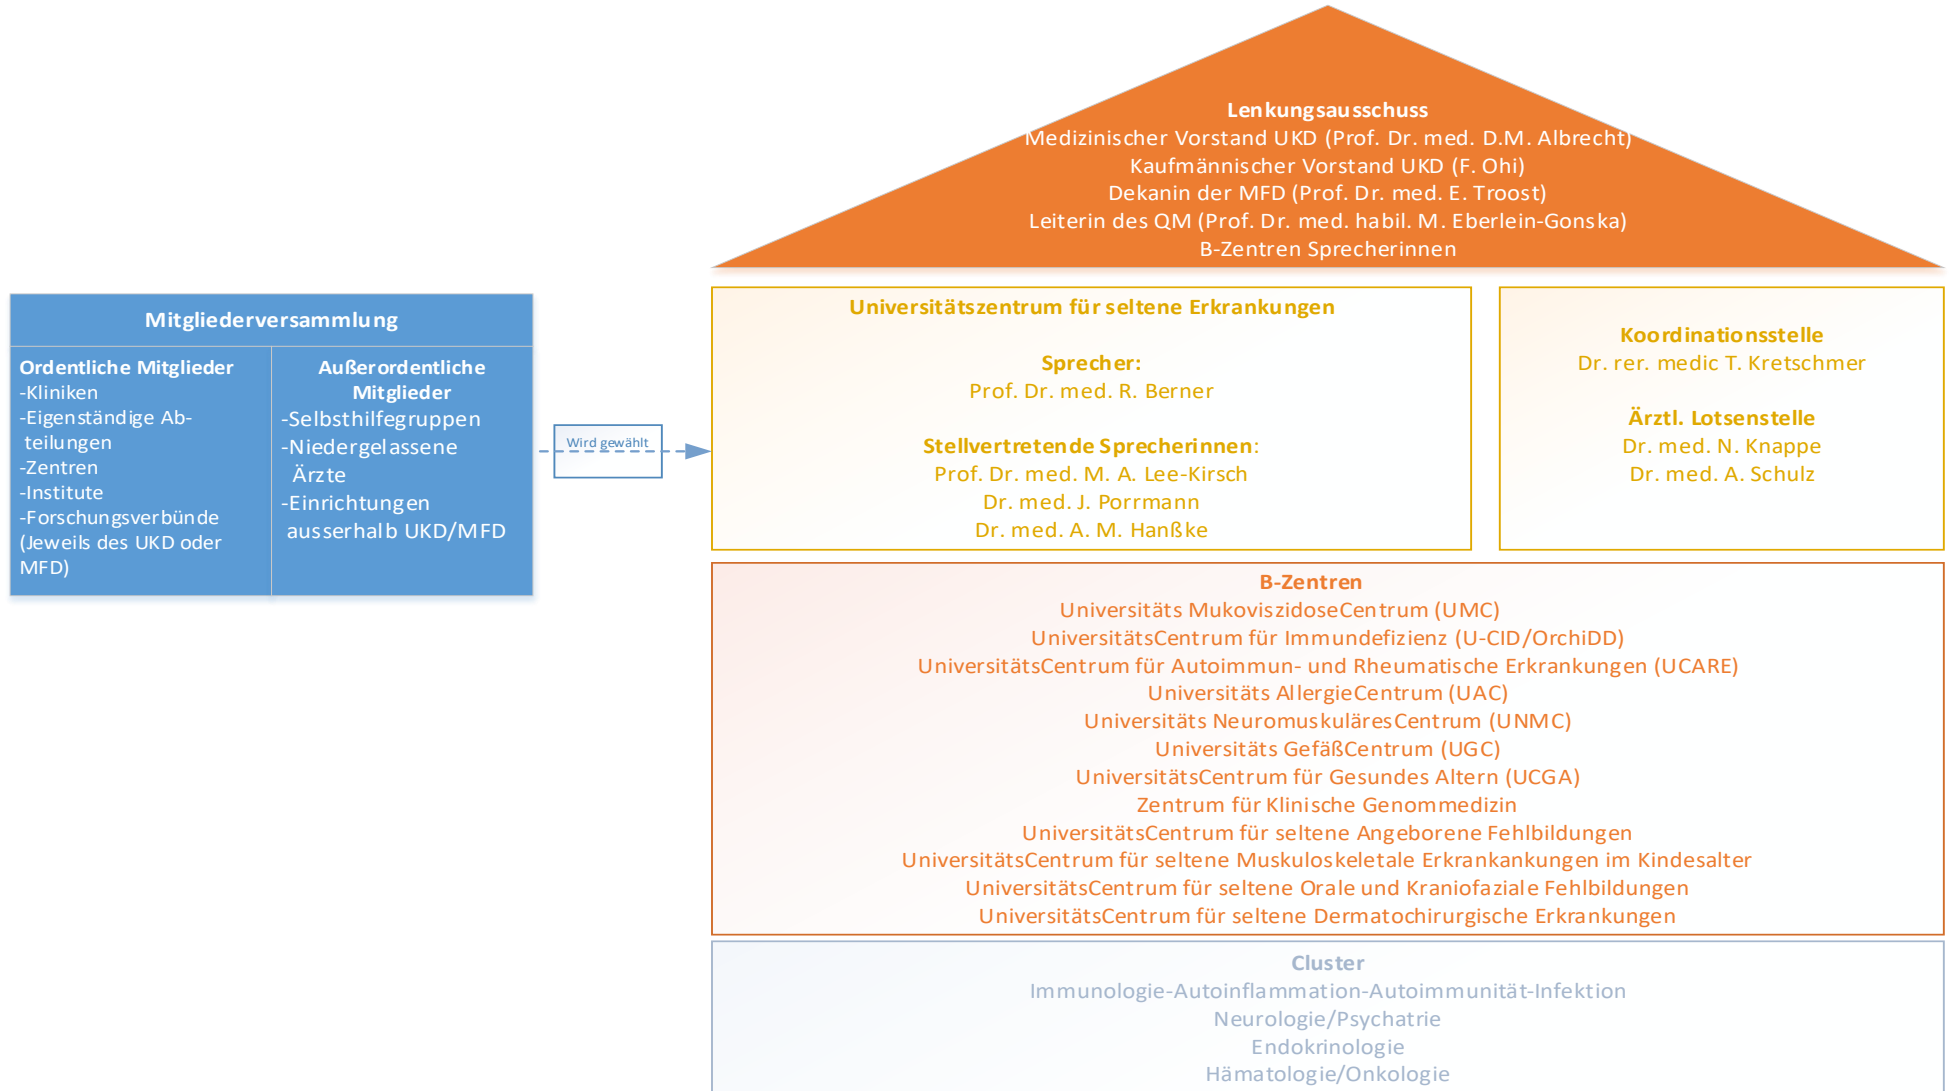 Lenkungsausschuss
Medizinischer Vorstand UKD (Prof. Dr. med. D.M. Albrecht)
Kaufmännischer Vorstand UKD (F. Ohi)
Dekanin der MFD (Prof. Dr. med. E. Troost)
Leiterin des QM (Prof. Dr. med. habil. M. Eberlein-Gonska)
B-Zentren Sprecherinnen
Mitgliederversammlung
Ordentliche Mitglieder
-Kliniken
-Eigenständige Ab-
teilungen
-Zentren
-Institute
-Forschungsverbünde
(Jeweils des UKD oder
MFD)
Außerordentliche
Mitglieder
-Selbsthilfegruppen
-Niedergelassene
Ärzte
-Einrichtungen
ausserhalb UKD/MFD
Wird gewählt
Universitätszentrum für seltene Erkrankungen
Sprecher:
Prof. Dr. med. R. Berner
Stellvertretende Sprecherinnen:
Prof. Dr. med. M. A. Lee-Kirsch
Dr. med. J. Porrmann
Dr. med. A. M. Hanßke
Koordinationsstelle
Dr. rer. medic T. Kretschmer
Ärztl. Lotsenstelle
Dr. med. N. Knappe
Dr. med. A. Schulz
B-Zentren
Universitäts MukoviszidoseCentrum (UMC)
UniversitätsCentrum für Immundefizienz (U-CID/OrchiDD)
UniversitätsCentrum für Autoimmun- und Rheumatische Erkrankungen (UCARE)
Universitäts AllergieCentrum (UAC)
Universitäts NeuromuskuläresCentrum (UNMC)
Universitäts GefäßCentrum (UGC)
UniversitätsCentrum für Gesundes Altern (UCGA)
Zentrum für Klinische Genommedizin
UniversitätsCentrum für seltene Angeborene Fehlbildungen
UniversitätsCentrum für seltene Muskuloskeletale Erkrankankungen im Kindesalter
UniversitätsCentrum für seltene Orale und Kraniofaziale Fehlbildungen
UniversitätsCentrum für seltene Dermatochirurgische Erkrankungen
Cluster
Immunologie-Autoinflammation-Autoimmunität-Infektion
Neurologie/Psychatrie
Endokrinologie
Hämatologie/Onkologie